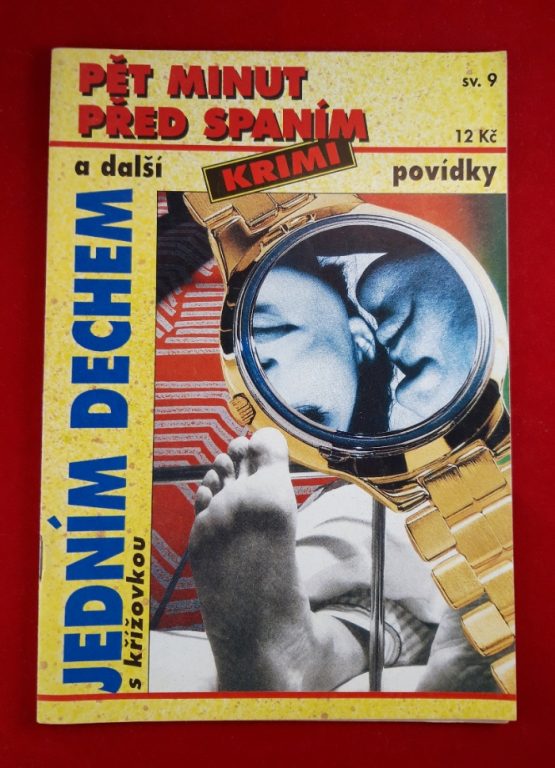 PĚT MINUT
PŘED SPANÍM
sv. 9
12 Kč
a další
KRIMI
povídky
JEDNÍM DECHEM
s křížovkou